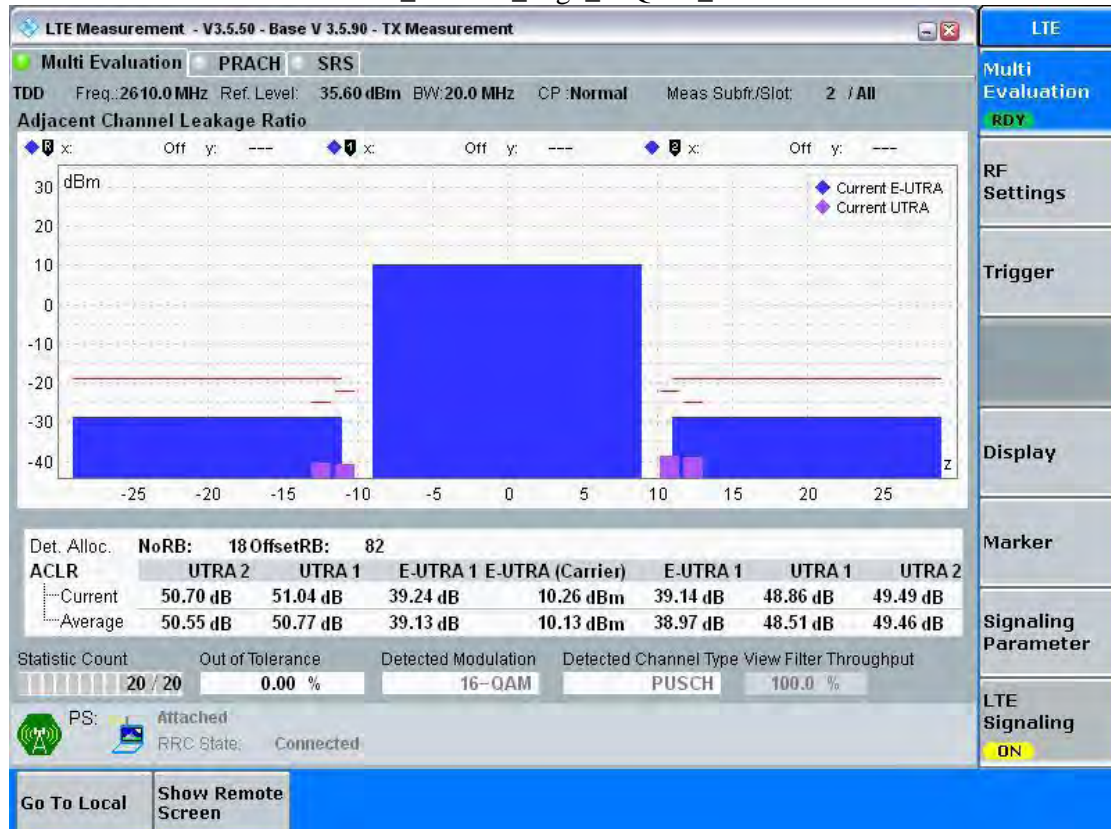 LTE Measurement - V3.5.50 - Base V 3.5.90 - TX Measurement
LTE
Multi Evaluation PRACH SRS
Multi Evaluation
RDY
TDD Freq.:2610.0 MHz Ref. Level: 35.60 dBm BW:20.0 MHz CP :Normal Meas Subfr./Slot: 2 / All
Adjacent Channel Leakage Ratio
R x: Off y: --- 1 x: Off y: --- 2 x: Off y: ---
RF Settings
dBm
Current E-UTRA
Current UTRA
30
20
10
0
-10
-20
-30
-40
z
-25 -20 -15 -10 -5 0 5 10 15 20 25
Trigger
Display
Marker
Det. Alloc. NoRB: 18 OffsetRB: 82
ACLR UTRA 2 UTRA 1 E-UTRA 1 E-UTRA (Carrier) E-UTRA 1 UTRA 1 UTRA 2
Current 50.70 dB 51.04 dB 39.24 dB 10.26 dBm 39.14 dB 48.86 dB 49.49 dB
Average 50.55 dB 50.77 dB 39.13 dB 10.13 dBm 38.97 dB 48.51 dB 49.46 dB
Signaling Parameter
Statistic Count Out of Tolerance Detected Modulation Detected Channel Type View Filter Throughput
20 / 20 0.00 % 16-QAM PUSCH 100.0 %
PS: Attached
RRC State: Connected
LTE Signaling
ON
Go To Local
Show Remote Screen